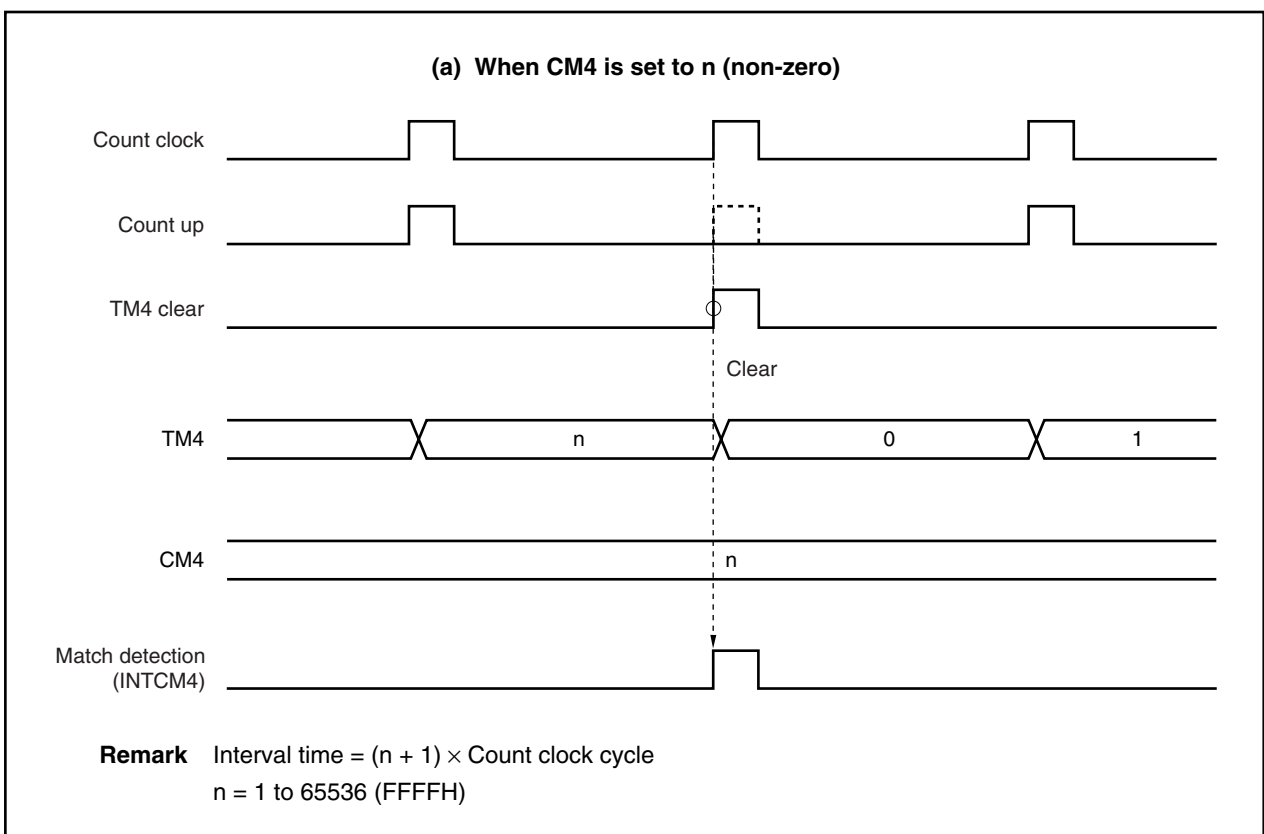 (a) When CM4 is set to n (non-zero)
Count clock
Count up
TM4 clear
Clear
TM4
n
0
1
CM4
n
Match detection
(INTCM4)
Remark Interval time = (n + 1) × Count clock cycle
n = 1 to 65536 (FFFFH)